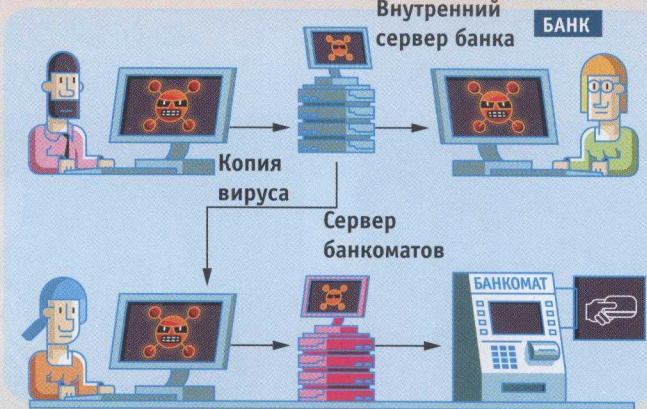 Внутренний
сервер банка
БАНК
Копия
вируса
Сервер
банкоматов
БАНКОМАТ